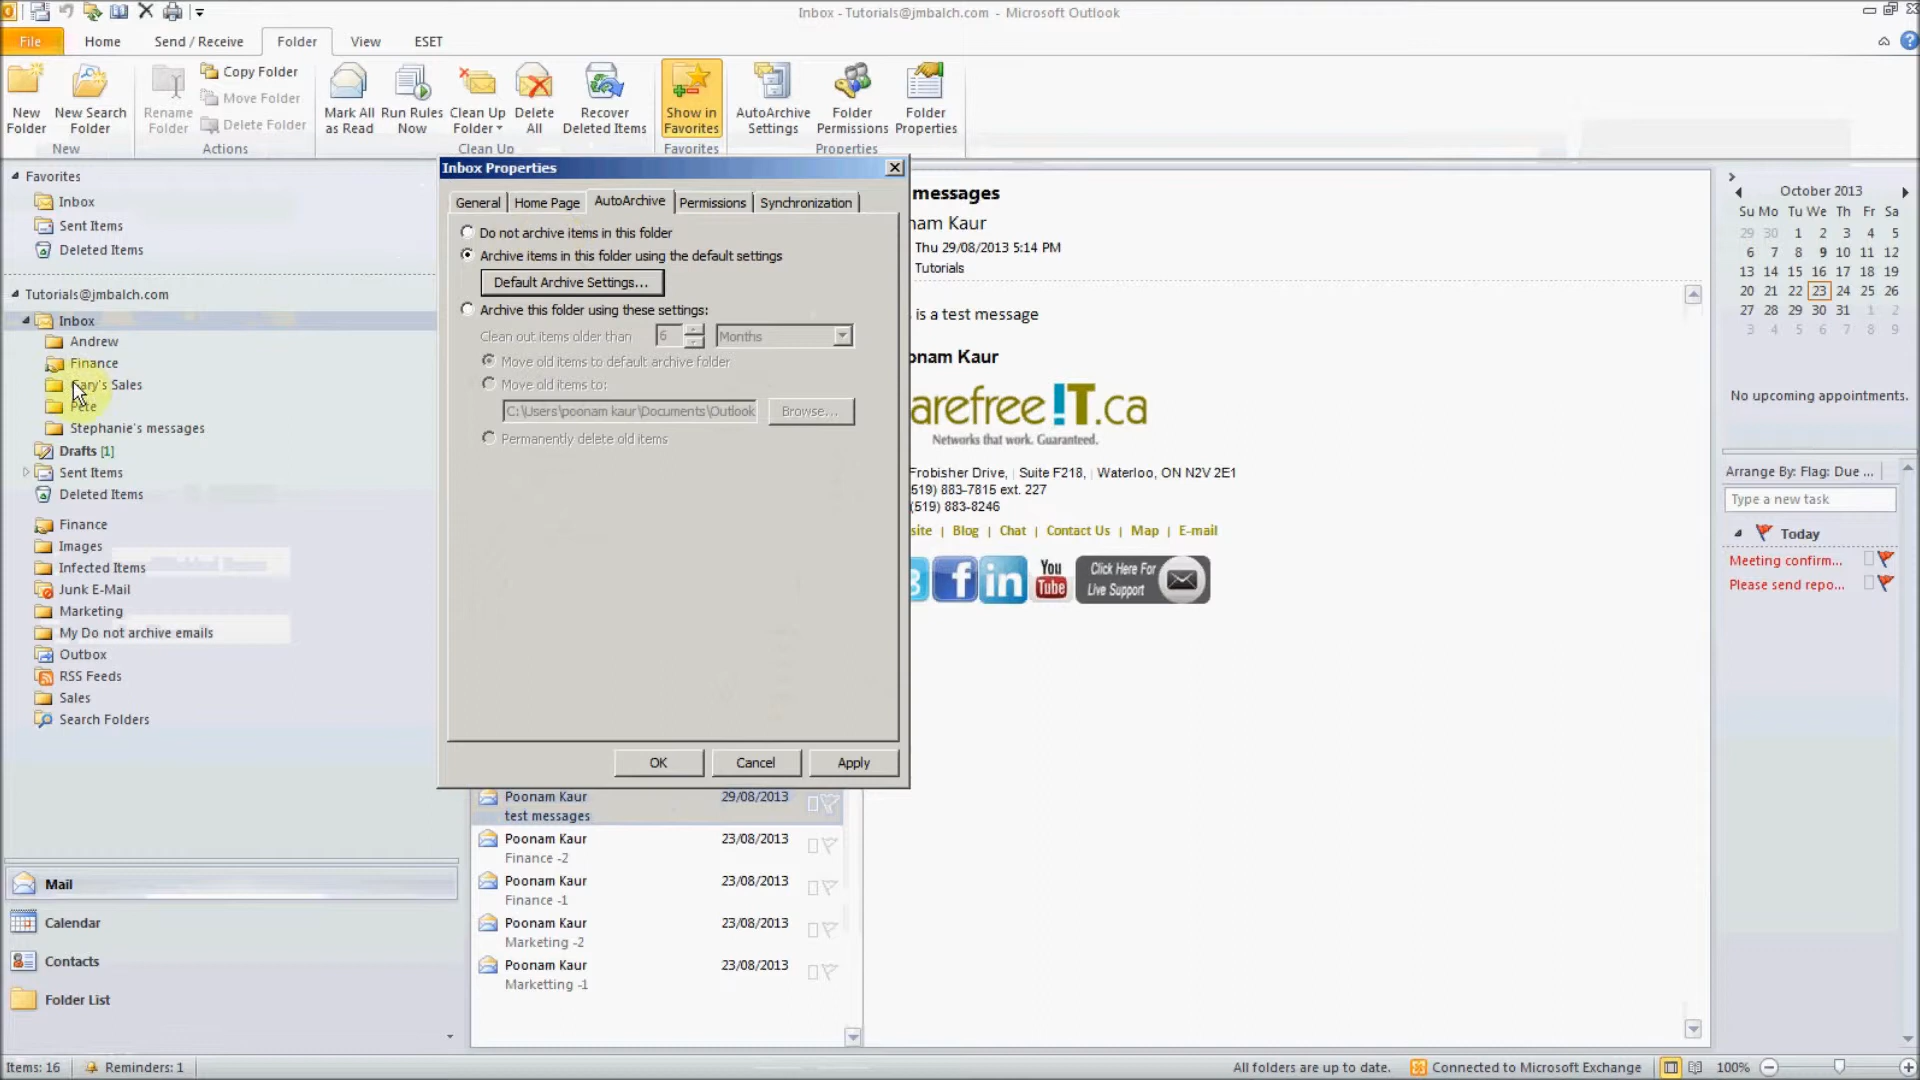 Inbox - Tutorials@jmbalch.com - Microsoft Outlook
File Home Send / Receive Folder View ESET
New Folder
New Search Folder
Rename Folder
Copy Folder
Move Folder
Delete Folder
Mark All as Read
Run Rules Now
Clean Up Folder
Delete All
Recover Deleted Items
Show in Favorites
AutoArchive Settings
Folder Permissions
Folder Properties
New Actions Clean Up Favorites Properties
Favorites
Inbox
Sent Items
Deleted Items
Tutorials@jmbalch.com
Inbox
Andrew
Finance
Gary's Sales
Pete
Stephanie's messages
Drafts [1]
Sent Items
Deleted Items
Finance
Images
Infected Items
Junk E-Mail
Marketing
My Do not archive emails
Outbox
RSS Feeds
Sales
Search Folders
Mail
Calendar
Contacts
Folder List
Inbox Properties
General Home Page AutoArchive Permissions Synchronization
Do not archive items in this folder
Archive items in this folder using the default settings
Default Archive Settings...
Archive this folder using these settings:
Clean out items older than 6 Months
Move old items to default archive folder
Move old items to:
C:\Users\poonam kaur\Documents\Outlook Browse...
Permanently delete old items
OK Cancel Apply
Poonam Kaur 29/08/2013
test messages
Poonam Kaur 23/08/2013
Finance -2
Poonam Kaur 23/08/2013
Finance -1
Poonam Kaur 23/08/2013
Marketing -2
Poonam Kaur 23/08/2013
Marketting -1
messages
nam Kaur
Thu 29/08/2013 5:14 PM
Tutorials
is a test message
onam Kaur
arefree!T.ca
Networks that work. Guaranteed.
Frobisher Drive, | Suite F218, | Waterloo, ON N2V 2E1
519) 883-7815 ext. 227
(519) 883-8246
site | Blog | Chat | Contact Us | Map | E-mail
f in You Tube Click Here For Live Support
October 2013
Su Mo Tu We Th Fr Sa
29 30 1 2 3 4 5
6 7 8 9 10 11 12
13 14 15 16 17 18 19
20 21 22 23 24 25 26
27 28 29 30 31 1 2
3 4 5 6 7 8 9
No upcoming appointments.
Arrange By: Flag: Due ...
Type a new task
Today
Meeting confirm...
Please send repo...
Items: 16 Reminders: 1 All folders are up to date. Connected to Microsoft Exchange 100%